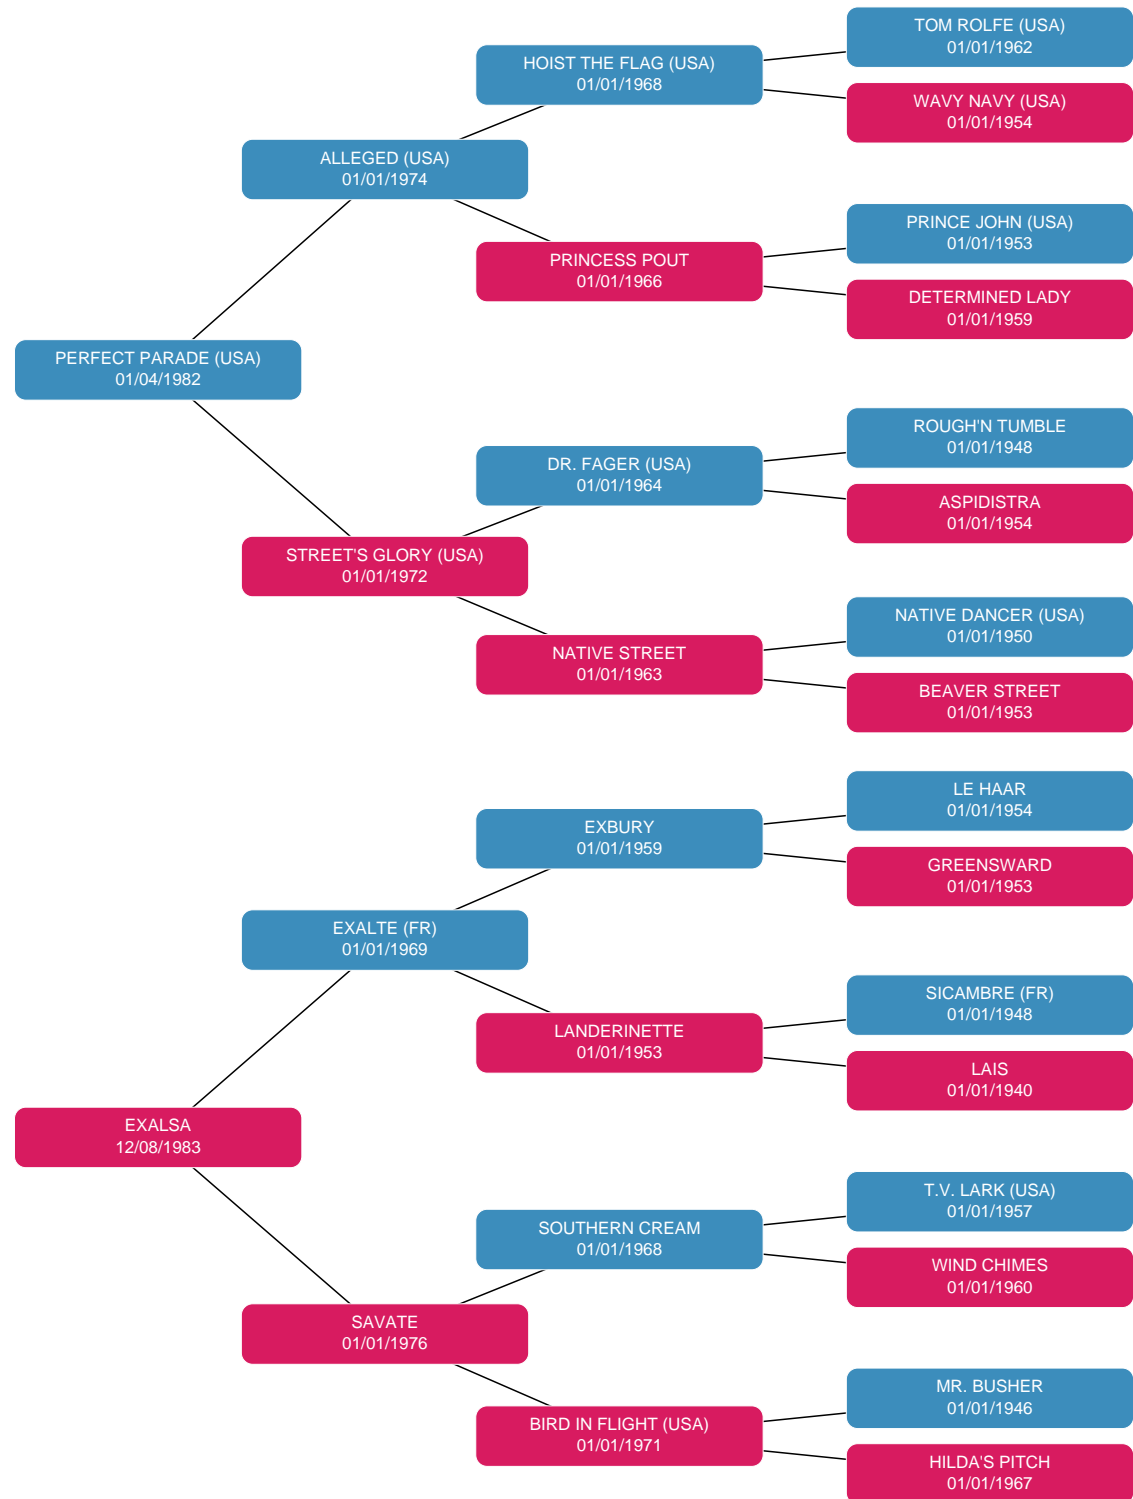 TOM ROLFE (USA)
01/01/1962
HOIST THE FLAG (USA)
01/01/1968
WAVY NAVY (USA)
01/01/1954
ALLEGED (USA)
01/01/1974
PRINCE JOHN (USA)
01/01/1953
PRINCESS POUT
01/01/1966
DETERMINED LADY
01/01/1959
PERFECT PARADE (USA)
01/04/1982
ROUGH'N TUMBLE
01/01/1948
DR. FAGER (USA)
01/01/1964
ASPIDISTRA
01/01/1954
STREET'S GLORY (USA)
01/01/1972
NATIVE DANCER (USA)
01/01/1950
NATIVE STREET
01/01/1963
BEAVER STREET
01/01/1953
LE HAAR
01/01/1954
EXBURY
01/01/1959
GREENSWARD
01/01/1953
EXALTE (FR)
01/01/1969
SICAMBRE (FR)
01/01/1948
LANDERINETTE
01/01/1953
LAIS
01/01/1940
EXALSA
12/08/1983
T.V. LARK (USA)
01/01/1957
SOUTHERN CREAM
01/01/1968
WIND CHIMES
01/01/1960
SAVATE
01/01/1976
MR. BUSHER
01/01/1946
BIRD IN FLIGHT (USA)
01/01/1971
HILDA'S PITCH
01/01/1967